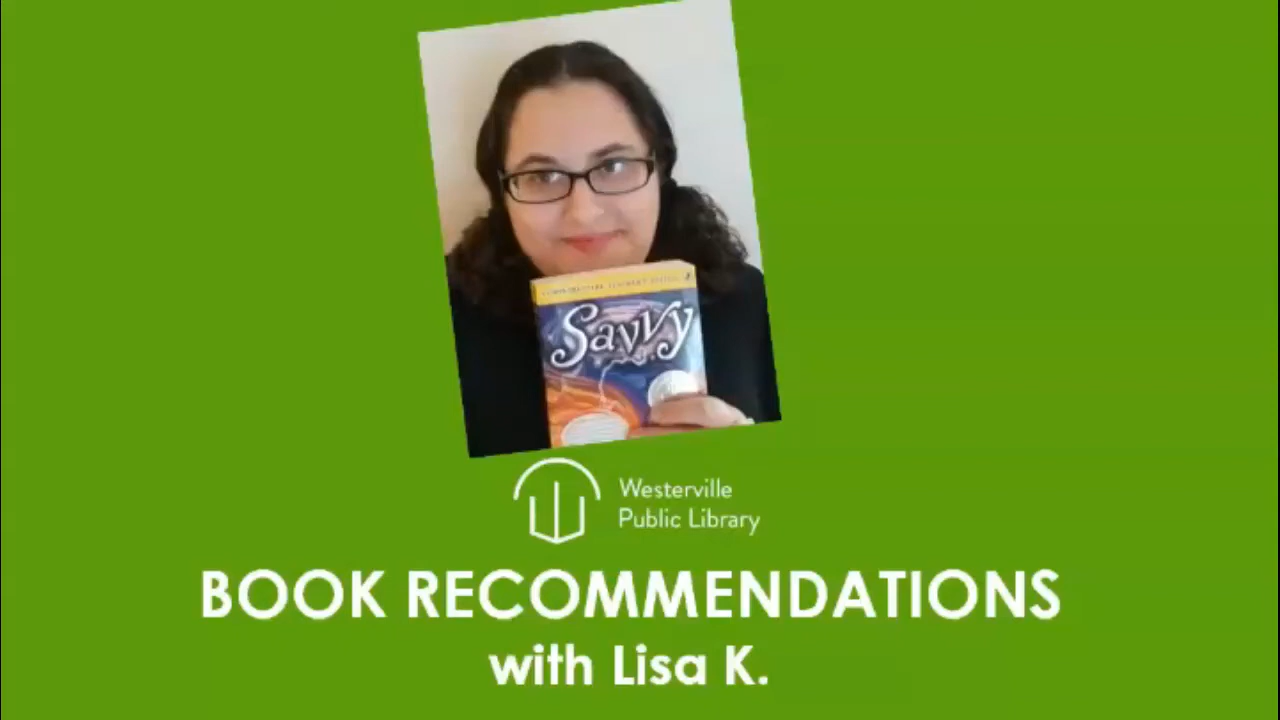 Savvy
Westerville
Public Library
BOOK RECOMMENDATIONS
with Lisa K.